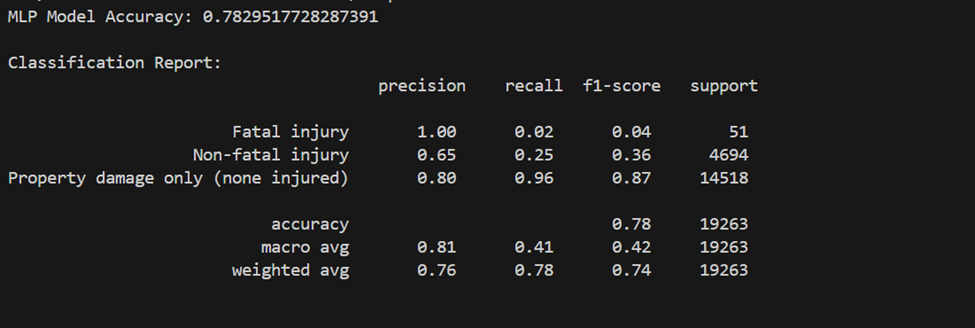 MLP Model Accuracy: 0.7829517728287391
Classification Report:
precision recall f1-score support
Fatal injury 1.00 0.02 0.04 51
Non-fatal injury 0.65 0.25 0.36 4694
Property damage only (none injured) 0.80 0.96 0.87 14518
accuracy 0.78 19263
macro avg 0.81 0.41 0.42 19263
weighted avg 0.76 0.78 0.74 19263